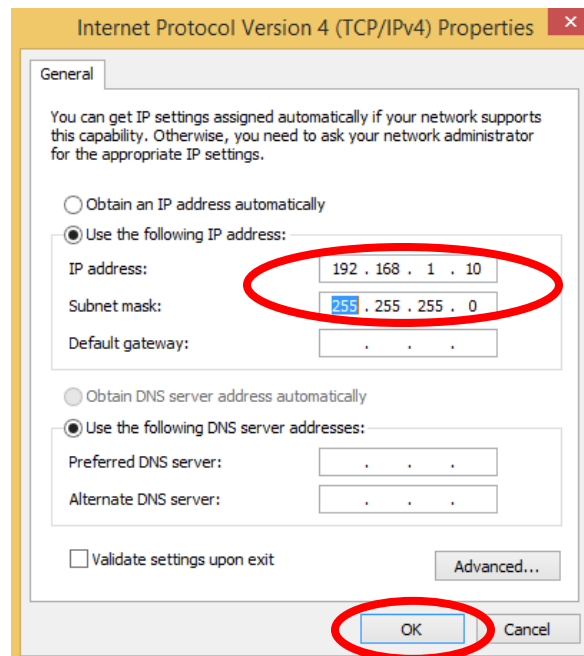 Internet Protocol Version 4 (TCP/IPv4) Properties
General
You can get IP settings assigned automatically if your network supports
this capability. Otherwise, you need to ask your network administrator
for the appropriate IP settings.
Obtain an IP address automatically
Use the following IP address:
IP address: 192 . 168 . 1 . 10
Subnet mask: 255 . 255 . 255 . 0
Default gateway: . . .
Obtain DNS server address automatically
Use the following DNS server addresses:
Preferred DNS server: . . .
Alternate DNS server: . . .
Validate settings upon exit
Advanced...
OK Cancel